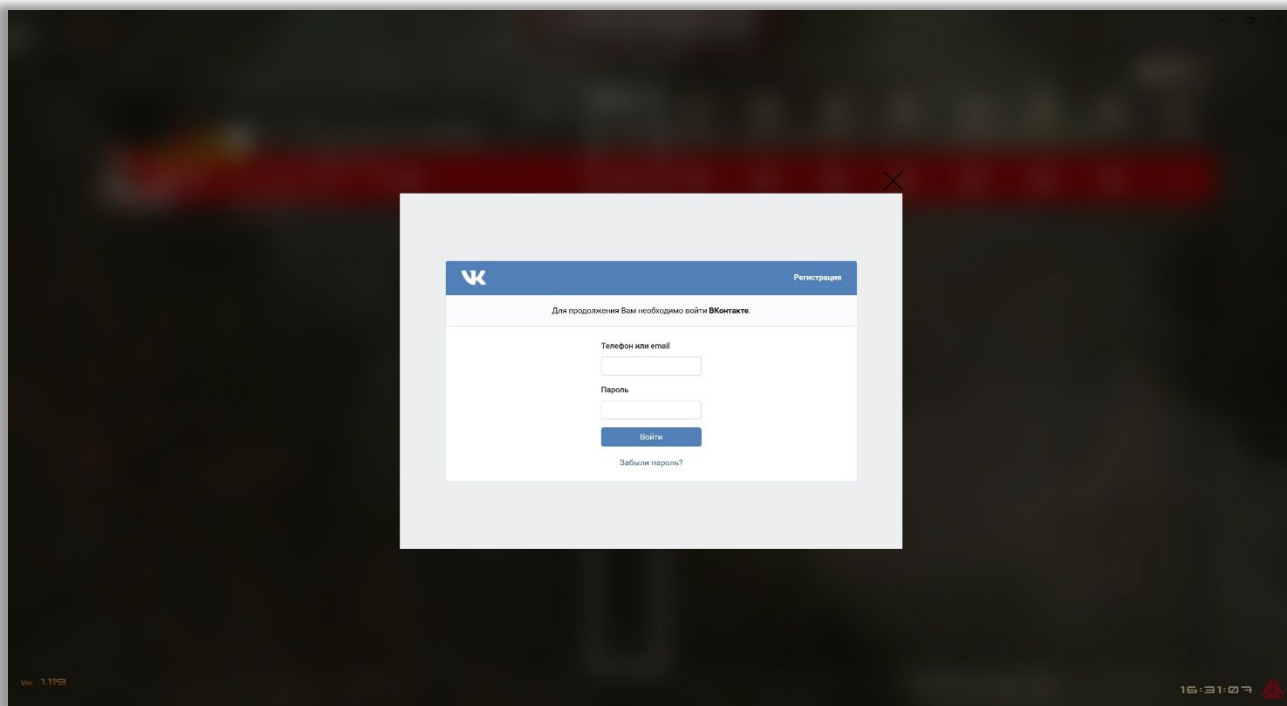 Регистрация
Для продолжения Вам необходимо войти ВКонтакте.
Телефон или email
Пароль
Войти
Забыли пароль?
Ver. 1.119
16:31:07